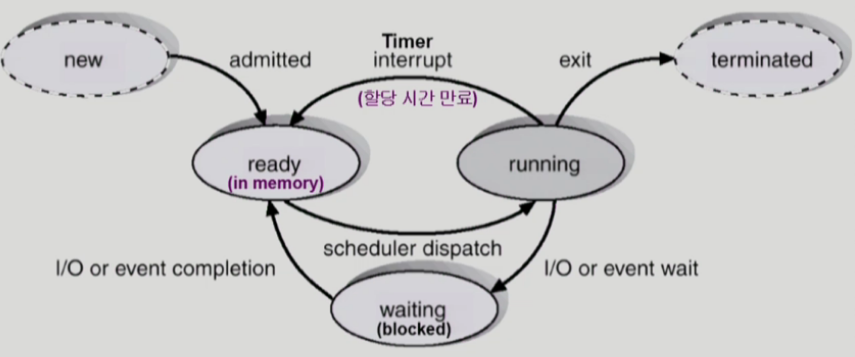 new
admitted
Timer
interrupt
(할당 시간 만료)
exit
terminated
ready
(in memory)
running
scheduler dispatch
I/O or event completion
I/O or event wait
waiting
(blocked)